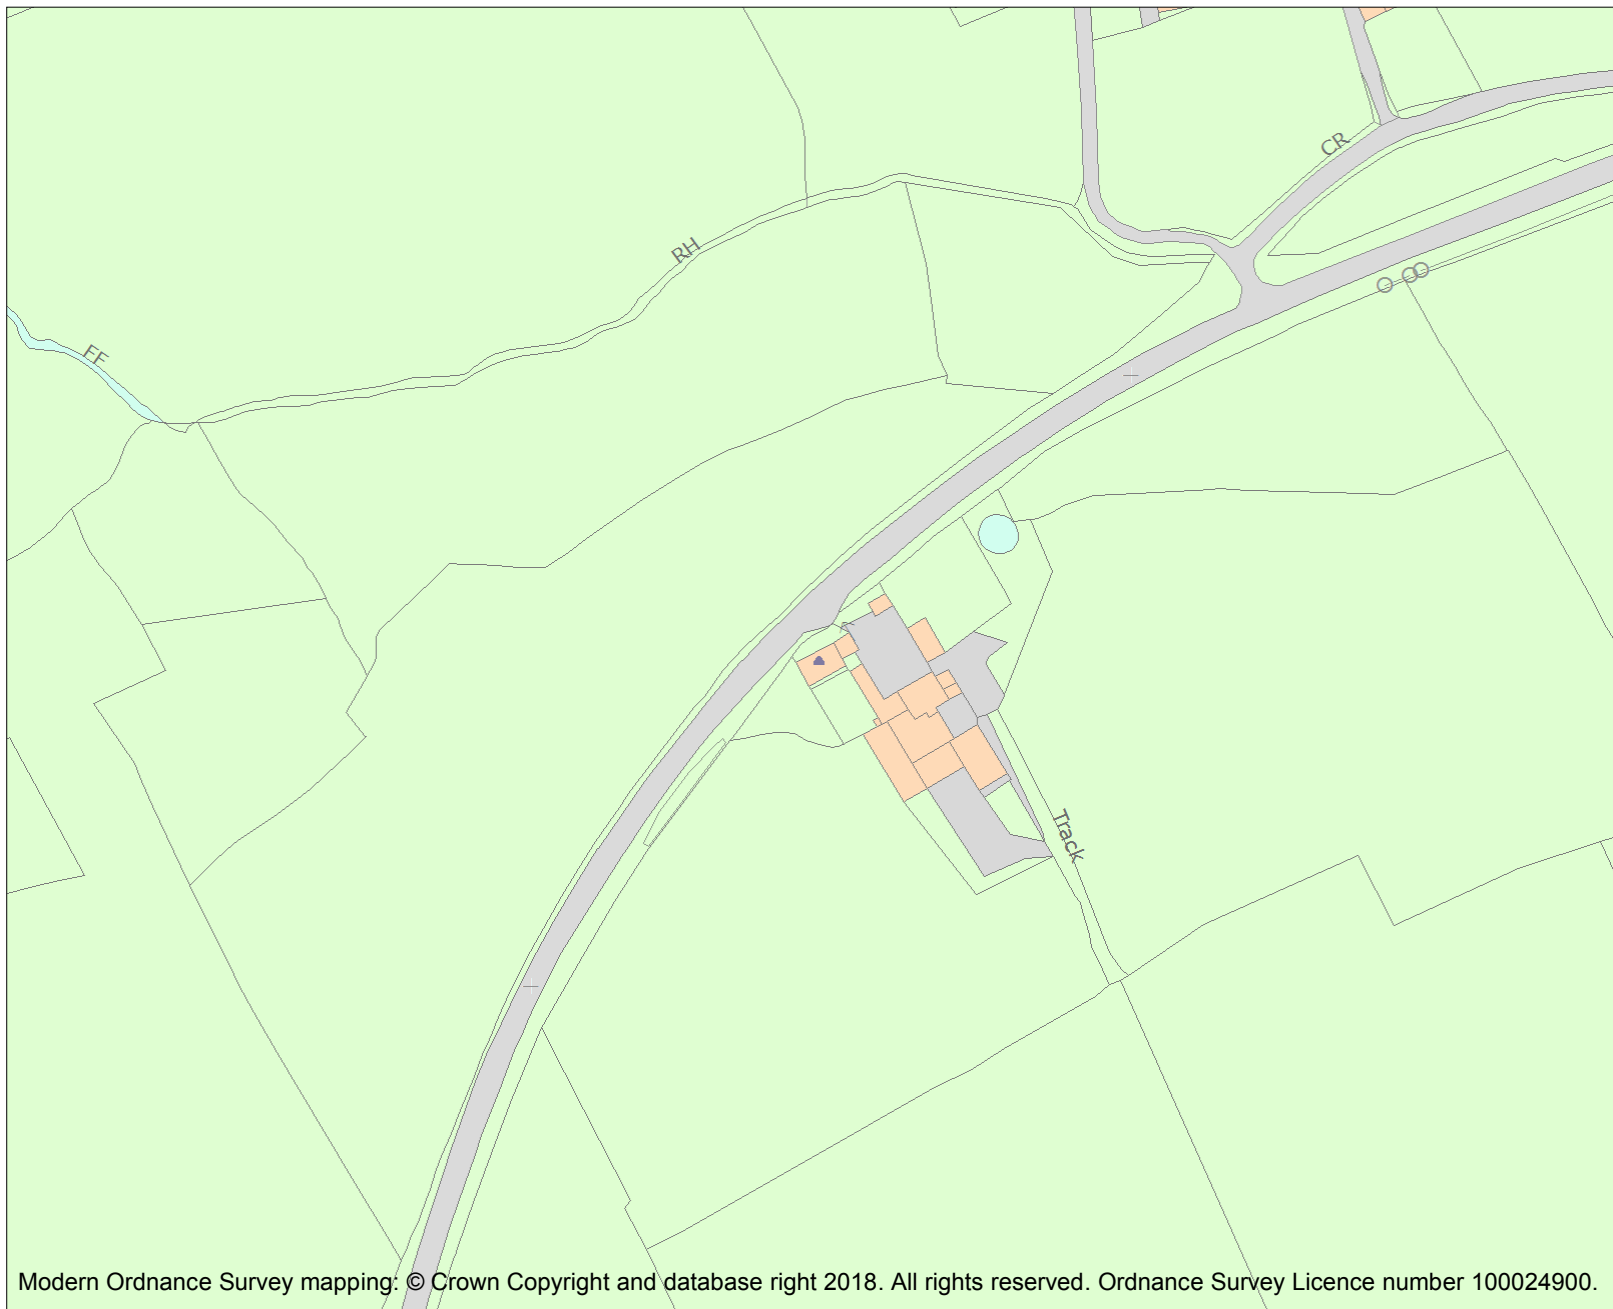 CR
RH
FF
Track
Modern Ordnance Survey mapping: © Crown Copyright and database right 2018. All rights reserved. Ordnance Survey Licence number 100024900.